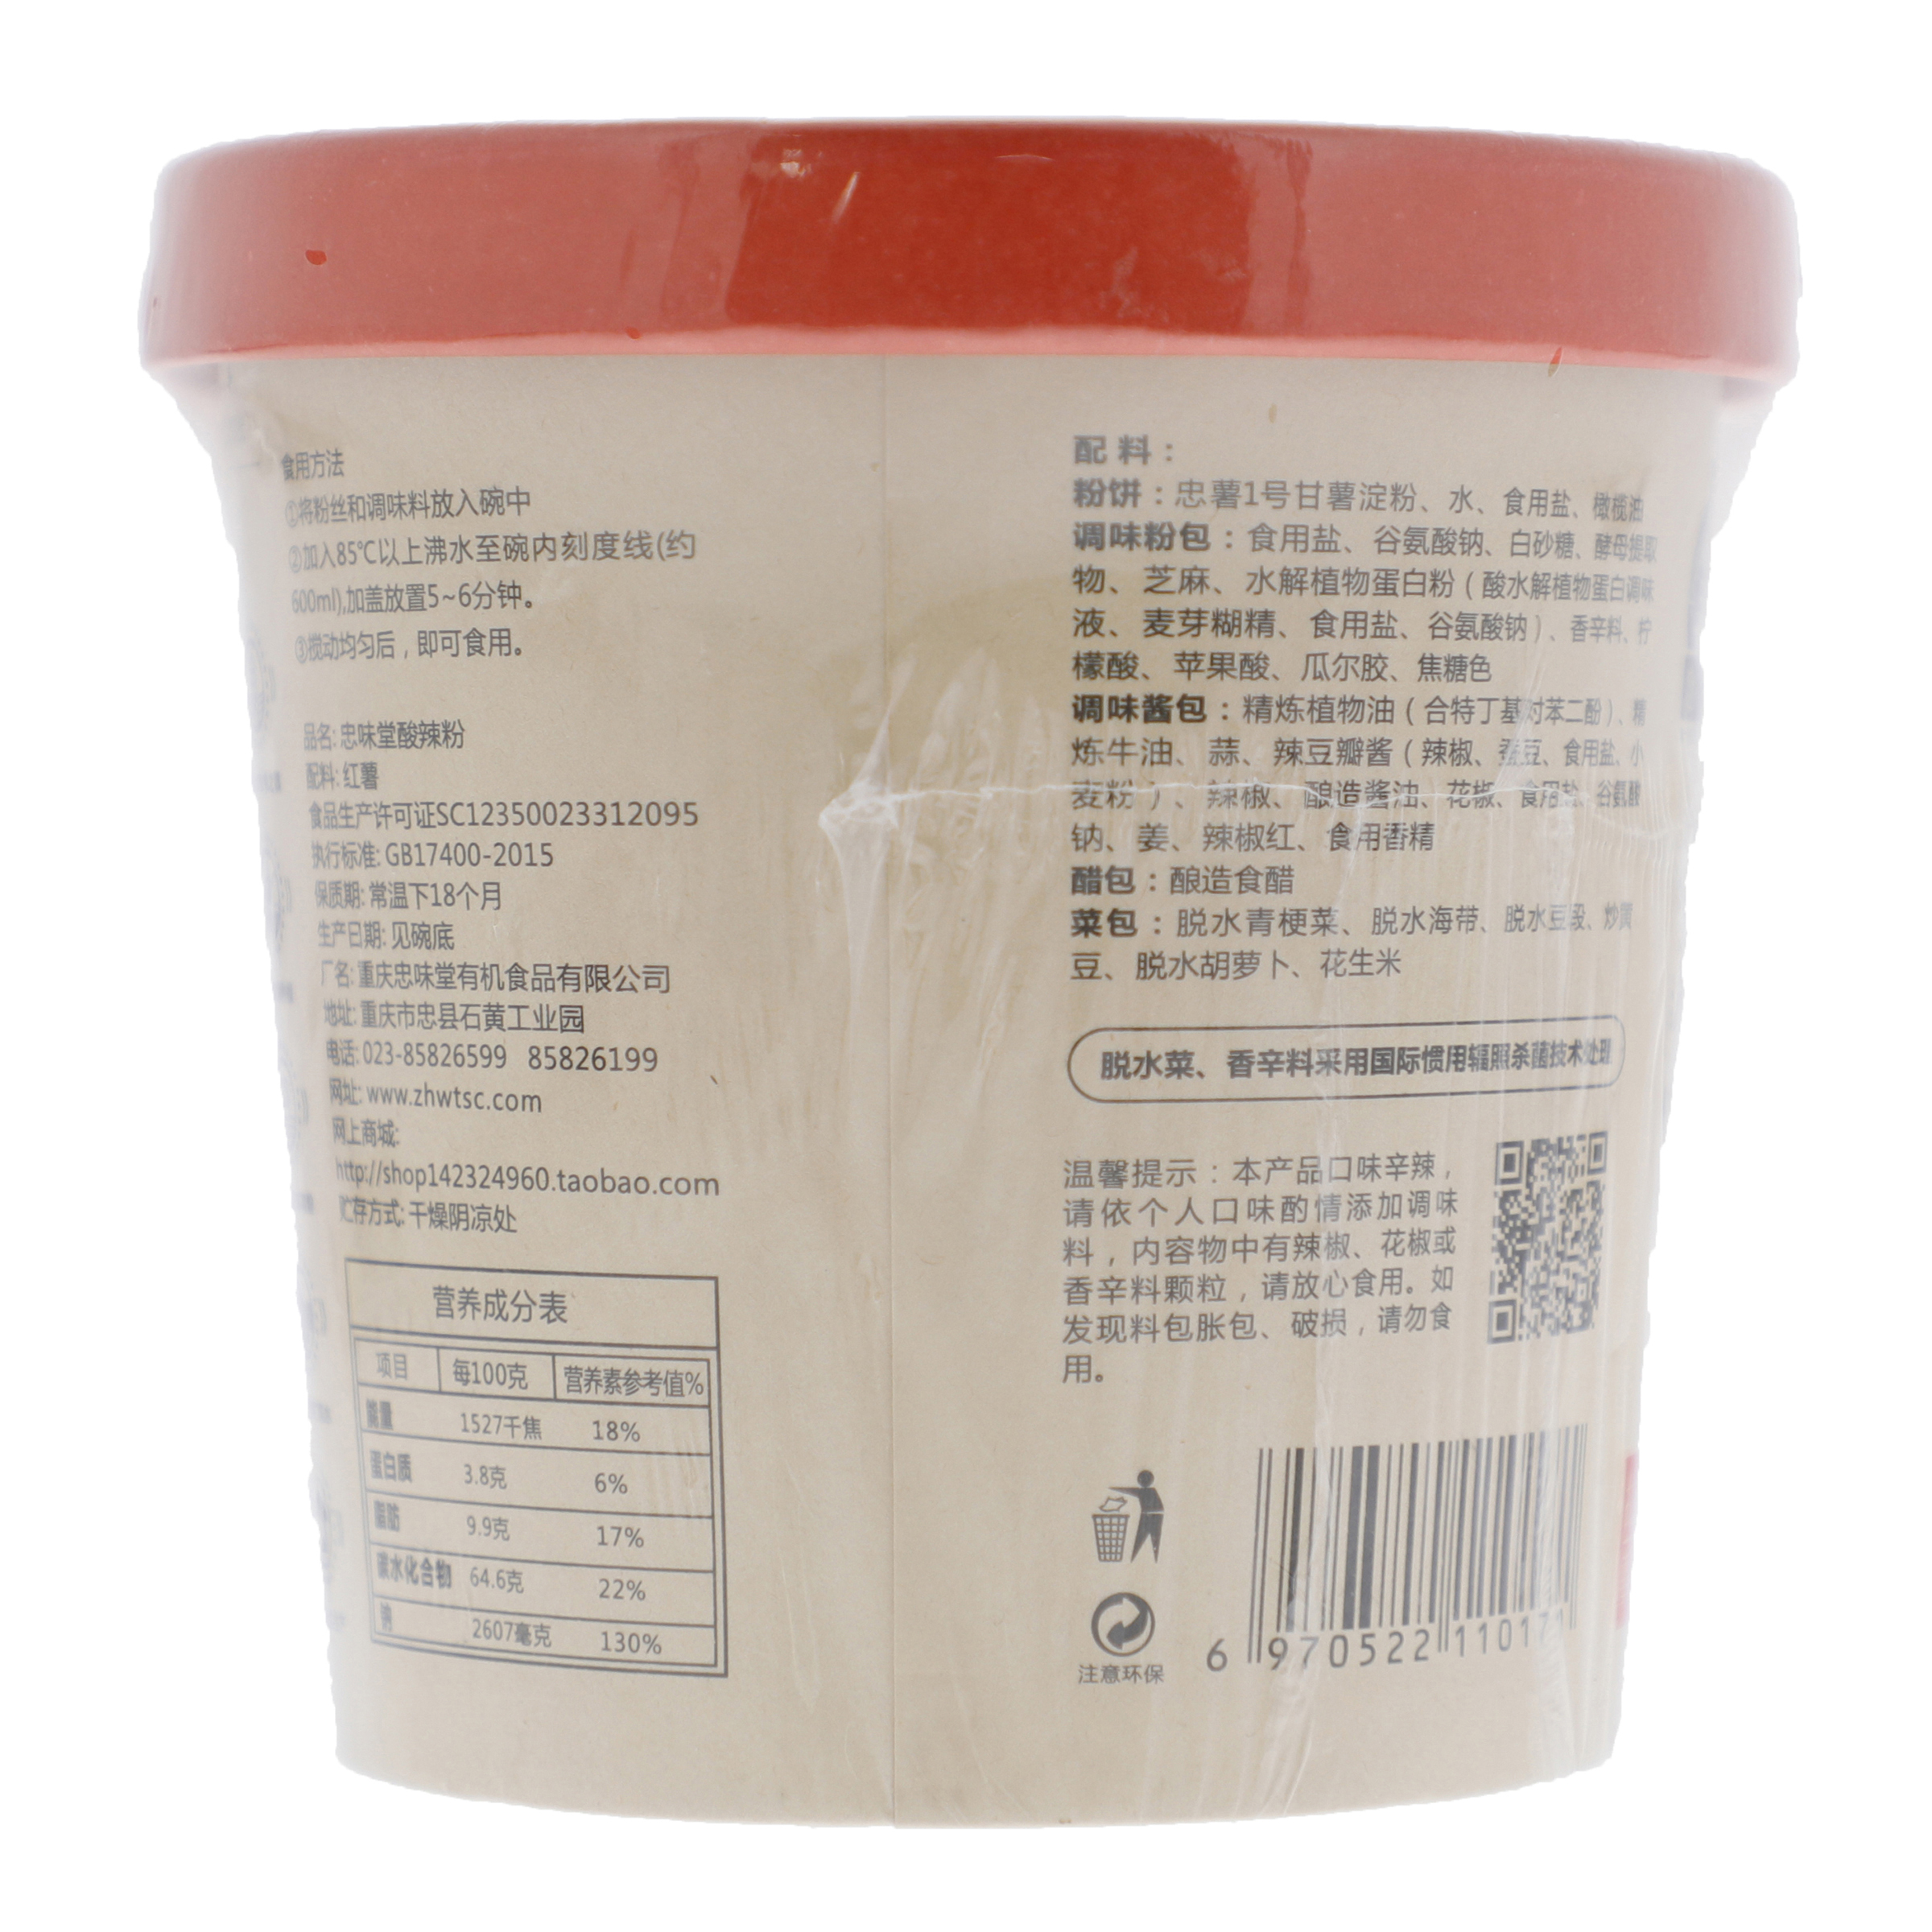 食用方法
①将粉丝和调味料放入碗中
②加入85℃以上沸水至碗内刻度线(约
600ml),加盖放置5~6分钟。
③搅动均匀后，即可食用。
品名: 忠味堂酸辣粉
配料: 红薯
食品生产许可证SC12350023312095
执行标准: GB17400-2015
保质期: 常温下18个月
生产日期: 见碗底
厂名: 重庆忠味堂有机食品有限公司
地址: 重庆市忠县石黄工业园
电话: 023-85826599 85826199
网址: www.zhwtsc.com
网上商城:
http://shop142324960.taobao.com
贮存方式: 干燥阴凉处
营养成分表
项目 每100克 营养素参考值%
能量 1527千焦 18%
蛋白质 3.8克 6%
脂肪 9.9克 17%
碳水化合物 64.6克 22%
钠 2607毫克 130%
配料：
粉饼：忠薯1号甘薯淀粉、水、食用盐、橄榄油
调味粉包：食用盐、谷氨酸钠、白砂糖、酵母提取
物、芝麻、水解植物蛋白粉（酸水解植物蛋白调味
液、麦芽糊精、食用盐、谷氨酸钠）、香辛料、柠
檬酸、苹果酸、瓜尔胶、焦糖色
调味酱包：精炼植物油（合特丁基对苯二酚）、精
炼牛油、蒜、辣豆瓣酱（辣椒、蚕豆、食用盐、小
麦粉）、辣椒、酿造酱油、花椒、食用盐、谷氨酸
钠、姜、辣椒红、食用香精
醋包：酿造食醋
菜包：脱水青梗菜、脱水海带、脱水豆段、炒黄
豆、脱水胡萝卜、花生米
脱水菜、香辛料采用国际惯用辐照杀菌技术处理
温馨提示：本产品口味辛辣，
请依个人口味酌情添加调味
料，内容物中有辣椒、花椒或
香辛料颗粒，请放心食用。如
发现料包胀包、破损，请勿食
用。
注意环保
6 970522 110171